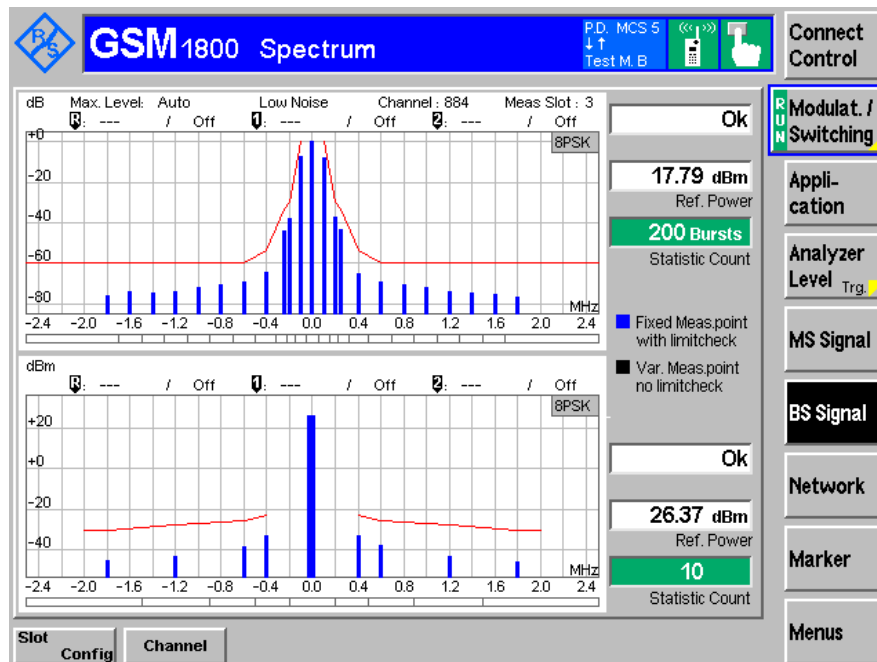 R/S
GSM 1800 Spectrum
P.D. MCS 5
Test M. B
Connect Control
dB Max. Level: Auto Low Noise Channel : 884 Meas Slot : 3
R: --- / Off 1: --- / Off 2: --- / Off
8PSK
+0
-20
-40
-60
-80
MHz
-2.4 -2.0 -1.6 -1.2 -0.8 -0.4 0.0 0.4 0.8 1.2 1.6 2.0 2.4
Ok
17.79 dBm
Ref. Power
200 Bursts
Statistic Count
Fixed Meas.point
with limitcheck
Var. Meas.point
no limitcheck
dBm
R: --- / Off 1: --- / Off 2: --- / Off
8PSK
+20
+0
-20
-40
MHz
-2.4 -2.0 -1.6 -1.2 -0.8 -0.4 0.0 0.4 0.8 1.2 1.6 2.0 2.4
Ok
26.37 dBm
Ref. Power
10
Statistic Count
RUN
Modulat. /
Switching
Appli-
cation
Analyzer
Level Trg.
MS Signal
BS Signal
Network
Marker
Menus
Slot
Config
Channel